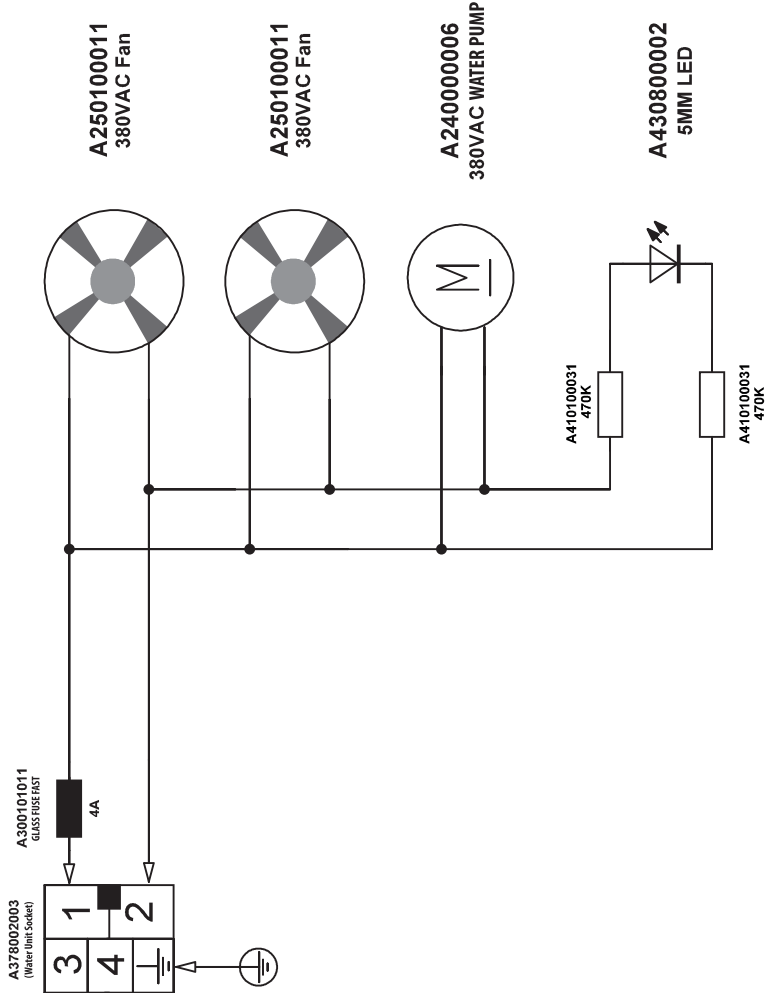 A250100011
380VAC Fan
A250100011
380VAC Fan
A240000006
380VAC WATER PUMP
A430800002
5MM LED
M
A410100031
470K
A410100031
470K
A300101011
GLASS FUSE FAST
4A
A378002003
(Water Unit Socket)
1
2
3
4